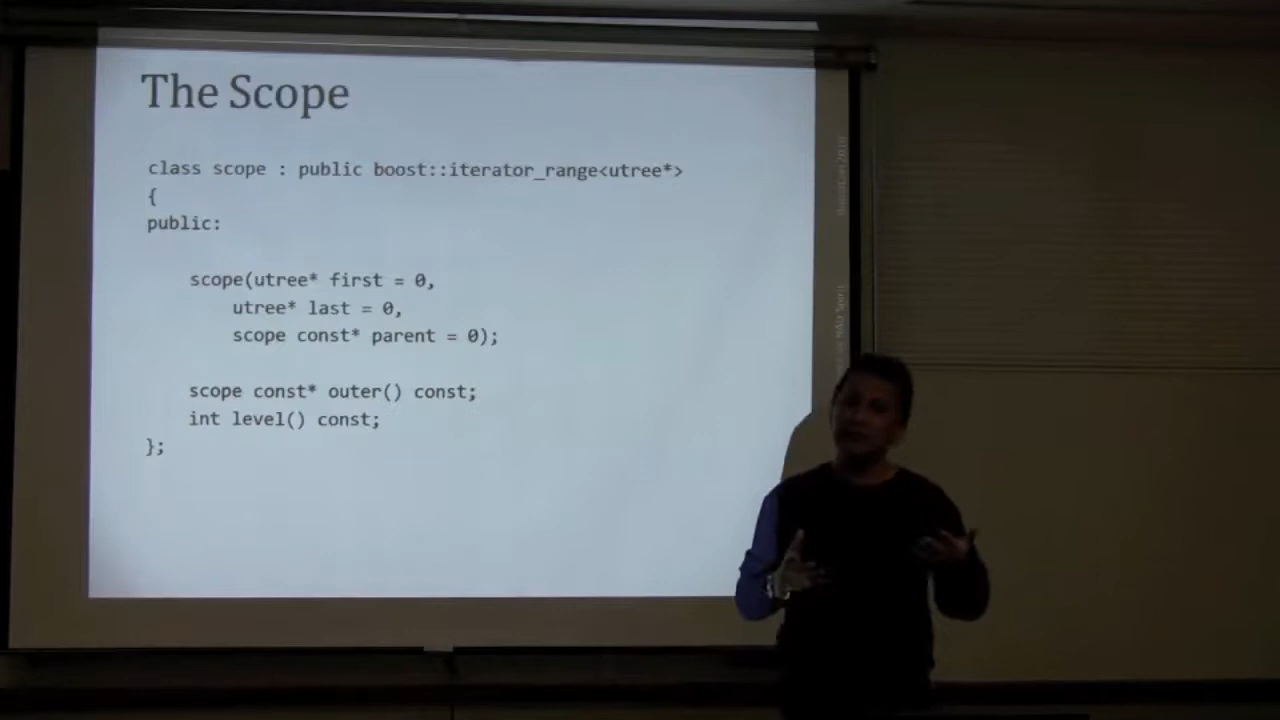 The Scope
class scope : public boost::iterator_range<utree*>
{
public:
scope(utree* first = 0,
utree* last = 0,
scope const* parent = 0);
scope const* outer() const;
int level() const;
};